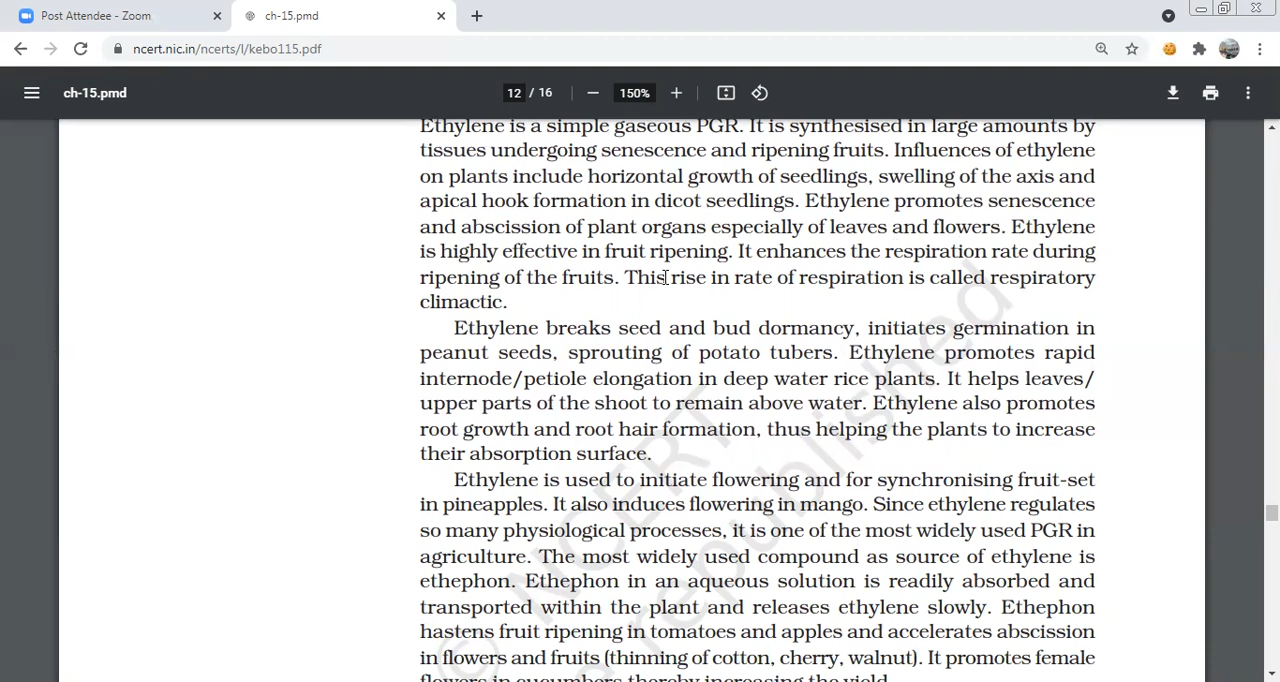 Post Attendee - Zoom
ch-15.pmd
ncert.nic.in/ncerts/l/kebo115.pdf
ch-15.pmd
12 / 16
150%
Ethylene is a simple gaseous PGR. It is synthesised in large amounts by
tissues undergoing senescence and ripening fruits. Influences of ethylene
on plants include horizontal growth of seedlings, swelling of the axis and
apical hook formation in dicot seedlings. Ethylene promotes senescence
and abscission of plant organs especially of leaves and flowers. Ethylene
is highly effective in fruit ripening. It enhances the respiration rate during
ripening of the fruits. This rise in rate of respiration is called respiratory
climactic.
Ethylene breaks seed and bud dormancy, initiates germination in
peanut seeds, sprouting of potato tubers. Ethylene promotes rapid
internode/petiole elongation in deep water rice plants. It helps leaves/
upper parts of the shoot to remain above water. Ethylene also promotes
root growth and root hair formation, thus helping the plants to increase
their absorption surface.
Ethylene is used to initiate flowering and for synchronising fruit-set
in pineapples. It also induces flowering in mango. Since ethylene regulates
so many physiological processes, it is one of the most widely used PGR in
agriculture. The most widely used compound as source of ethylene is
ethephon. Ethephon in an aqueous solution is readily absorbed and
transported within the plant and releases ethylene slowly. Ethephon
hastens fruit ripening in tomatoes and apples and accelerates abscission
in flowers and fruits (thinning of cotton, cherry, walnut). It promotes female
flowers in cucumbers thereby increasing the yield.
© NCERT
republished